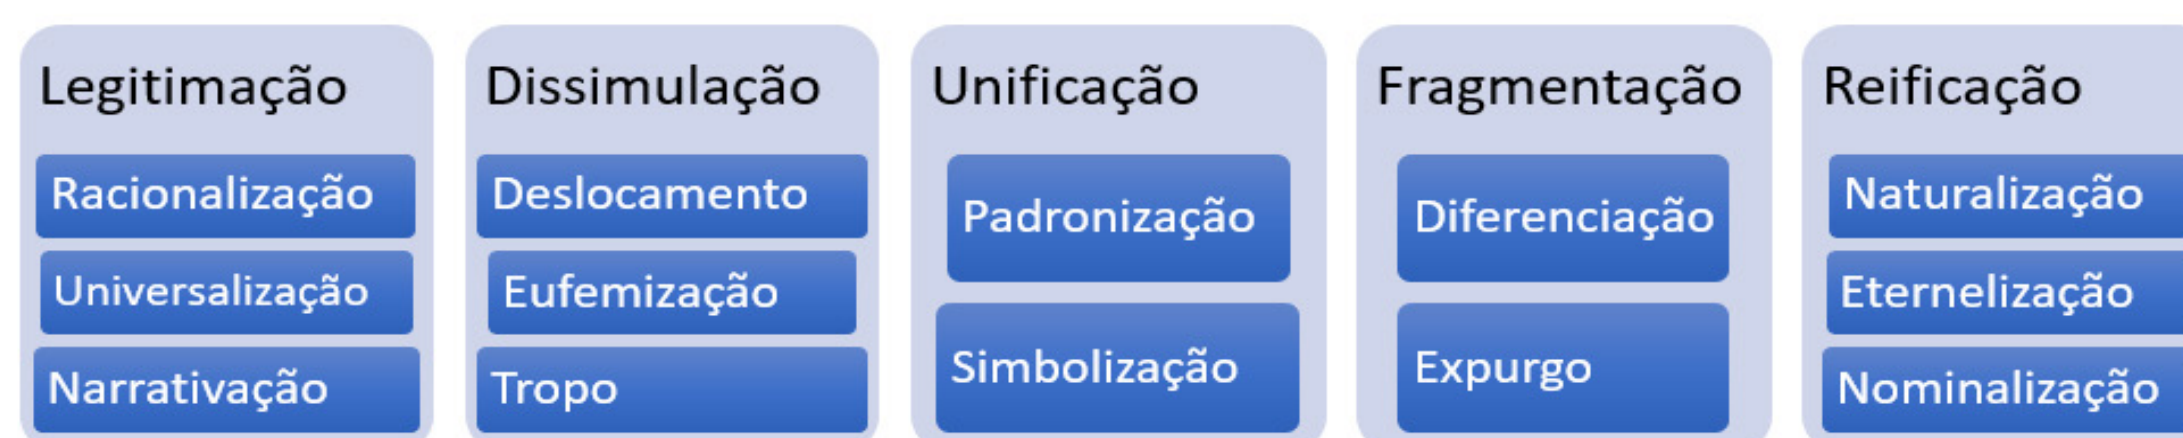 Legitimação
Racionalização
Universalização
Narrativação
Dissimulação
Deslocamento
Eufemização
Tropo
Unificação
Padronização
Simbolização
Fragmentação
Diferenciação
Expurgo
Reificação
Naturalização
Eternelização
Nominalização